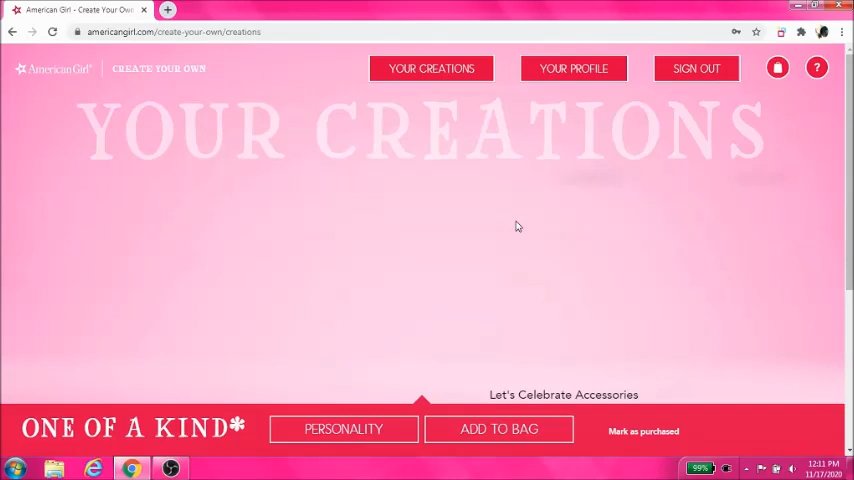 American Girl - Create Your Own
americangirl.com/create-your-own/creations
American Girl® CREATE YOUR OWN
YOUR CREATIONS
YOUR PROFILE
SIGN OUT
?
YOUR CREATIONS
Let's Celebrate Accessories
ONE OF A KIND*
PERSONALITY
ADD TO BAG
Mark as purchased
99%
12:11 PM
11/17/2020